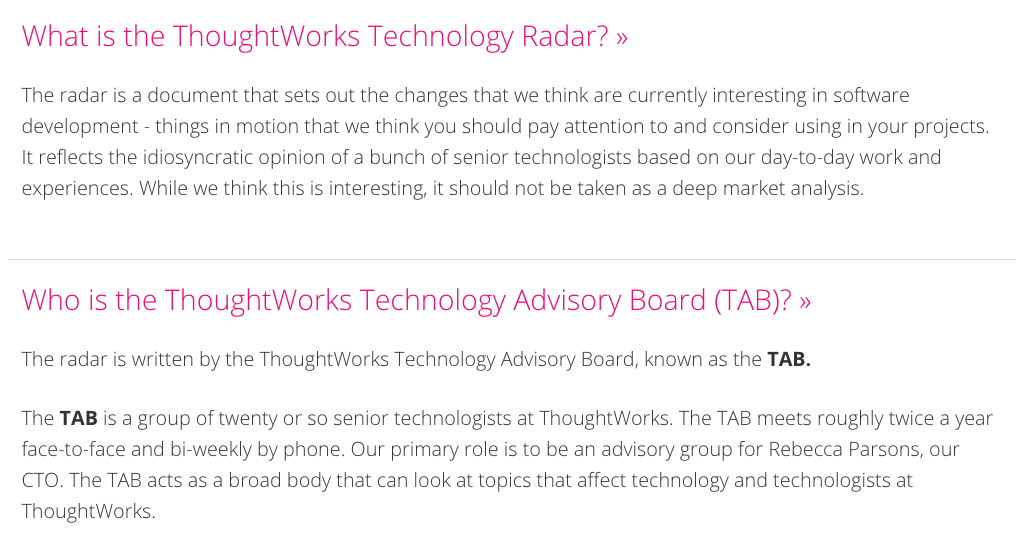 What is the ThoughtWorks Technology Radar? »
The radar is a document that sets out the changes that we think are currently interesting in software
development - things in motion that we think you should pay attention to and consider using in your projects.
It reflects the idiosyncratic opinion of a bunch of senior technologists based on our day-to-day work and
experiences. While we think this is interesting, it should not be taken as a deep market analysis.
Who is the ThoughtWorks Technology Advisory Board (TAB)? »
The radar is written by the ThoughtWorks Technology Advisory Board, known as the TAB.
The TAB is a group of twenty or so senior technologists at ThoughtWorks. The TAB meets roughly twice a year
face-to-face and bi-weekly by phone. Our primary role is to be an advisory group for Rebecca Parsons, our
CTO. The TAB acts as a broad body that can look at topics that affect technology and technologists at
ThoughtWorks.